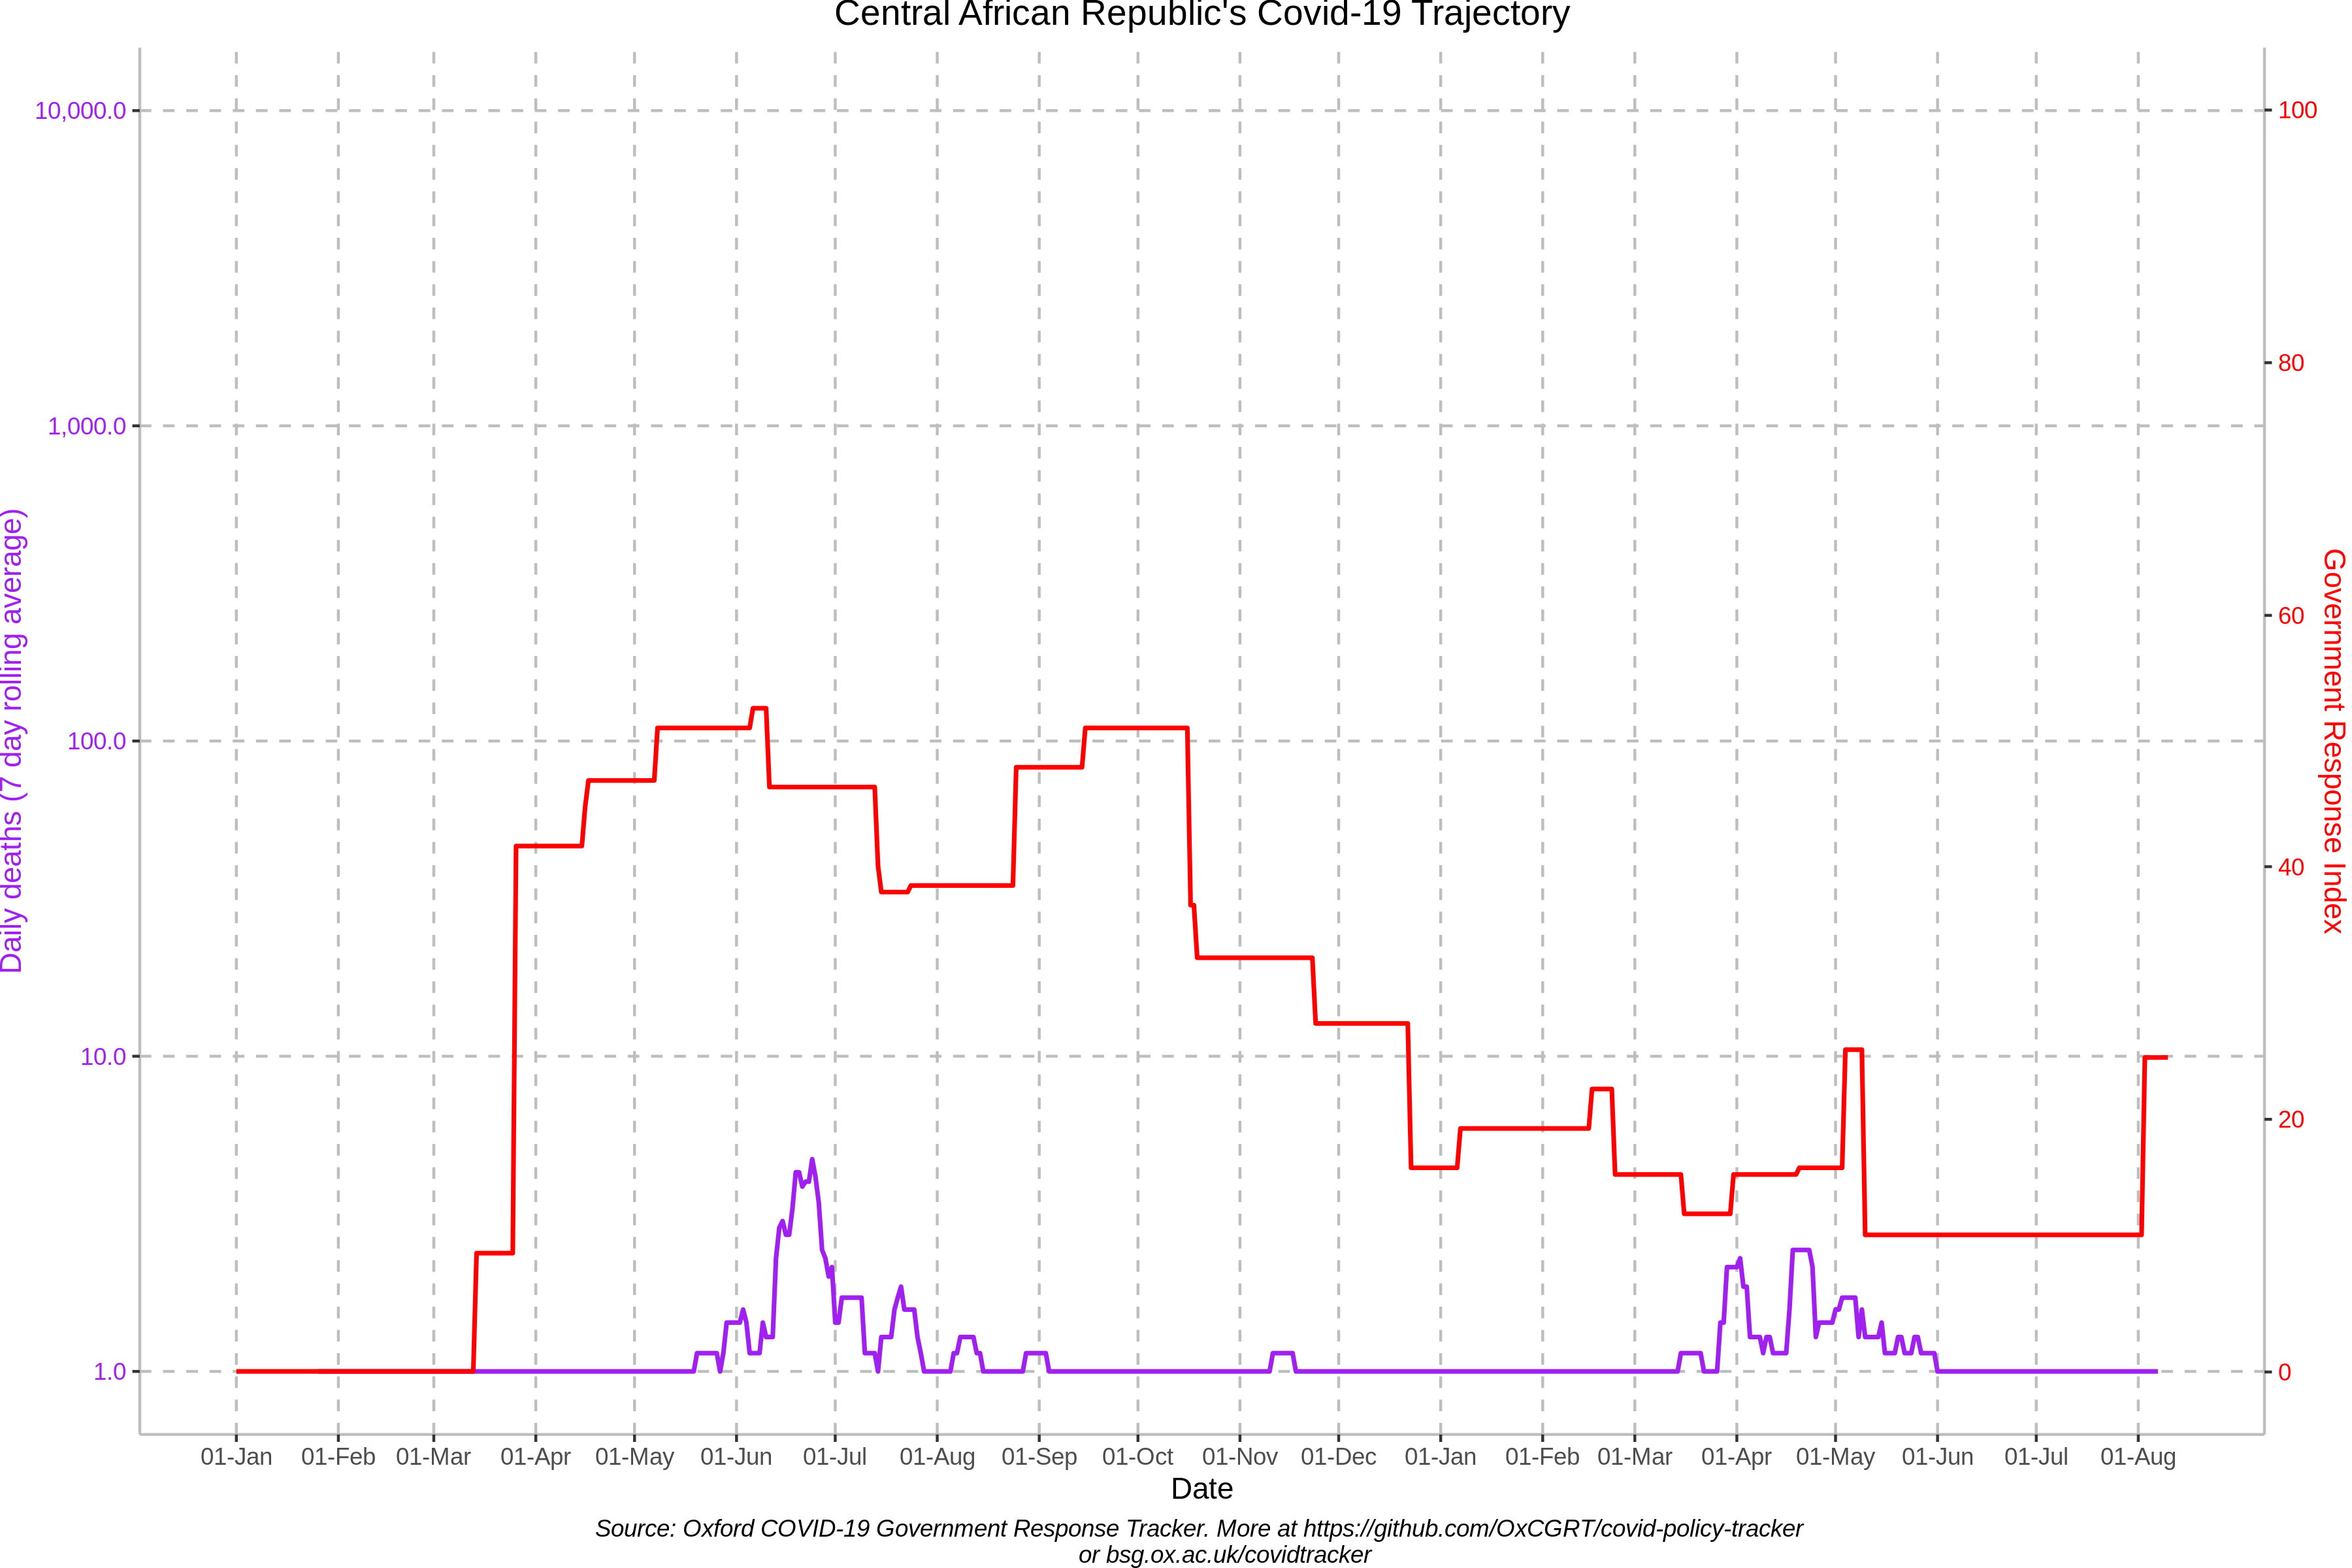 Central African Republic's Covid-19 Trajectory
10,000.0
1,000.0
100.0
10.0
1.0
Daily deaths (7 day rolling average)
100
80
60
40
20
0
Government Response Index
01-Jan 01-Feb 01-Mar 01-Apr 01-May 01-Jun 01-Jul 01-Aug 01-Sep 01-Oct 01-Nov 01-Dec 01-Jan 01-Feb 01-Mar 01-Apr 01-May 01-Jun 01-Jul 01-Aug
Date
Source: Oxford COVID-19 Government Response Tracker. More at https://github.com/OxCGRT/covid-policy-tracker
or bsg.ox.ac.uk/covidtracker